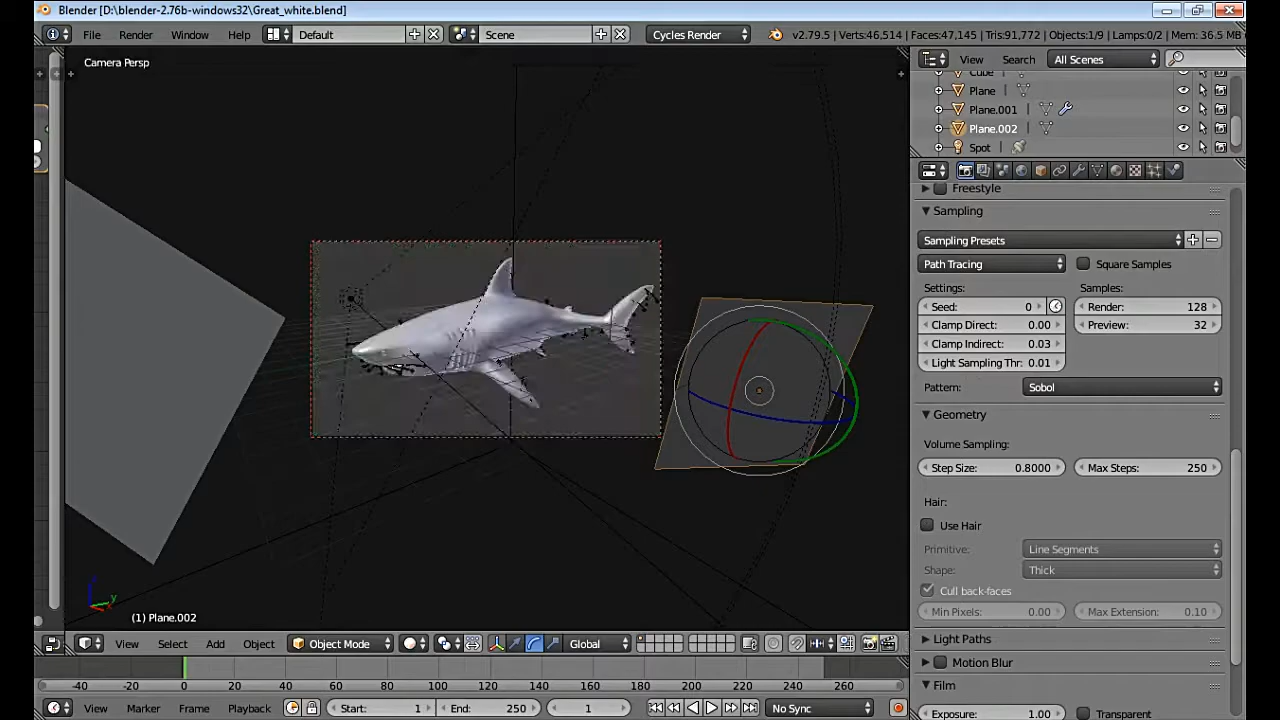 Blender [D:\blender-2.76b-windows32\Great_white.blend]
File Render Window Help Default Scene Cycles Render v2.79.5 | Verts:46,514 | Faces:47,145 | Tris:91,772 | Objects:1/9 | Lamps:0/2 | Mem: 36.5 M
Camera Persp
View Search All Scenes
Cube
Plane
Plane.001
Plane.002
Spot
Freestyle
Sampling
Sampling Presets
Path Tracing Square Samples
Settings: Samples:
Seed: 0 Render: 128
Clamp Direct: 0.00 Preview: 32
Clamp Indirect: 0.03
Light Sampling Thr: 0.01
Pattern: Sobol
Geometry
Volume Sampling:
Step Size: 0.8000 Max Steps: 250
Hair:
Use Hair
Primitive: Line Segments
Shape: Thick
Cull back-faces
Min Pixels: 0.00 Max Extension: 0.10
Light Paths
Motion Blur
Film
Exposure: 1.00 Transparent
z
y
(1) Plane.002
View Select Add Object Object Mode Global
-40 -20 0 20 40 60 80 100 120 140 160 180 200 220 240 260
View Marker Frame Playback Start: 1 End: 250 1 No Sync